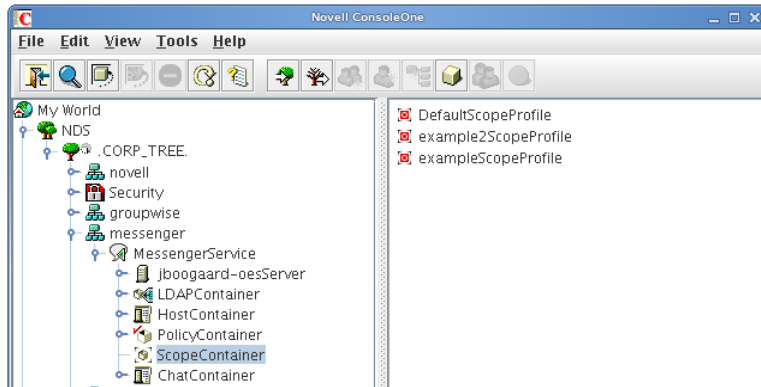 Novell ConsoleOne
File Edit View Tools Help
My World
NDS
.CORP_TREE.
novell
Security
groupwise
messenger
MessengerService
jboogaard-oesServer
LDAPContainer
HostContainer
PolicyContainer
ScopeContainer
ChatContainer
DefaultScopeProfile
example2ScopeProfile
exampleScopeProfile